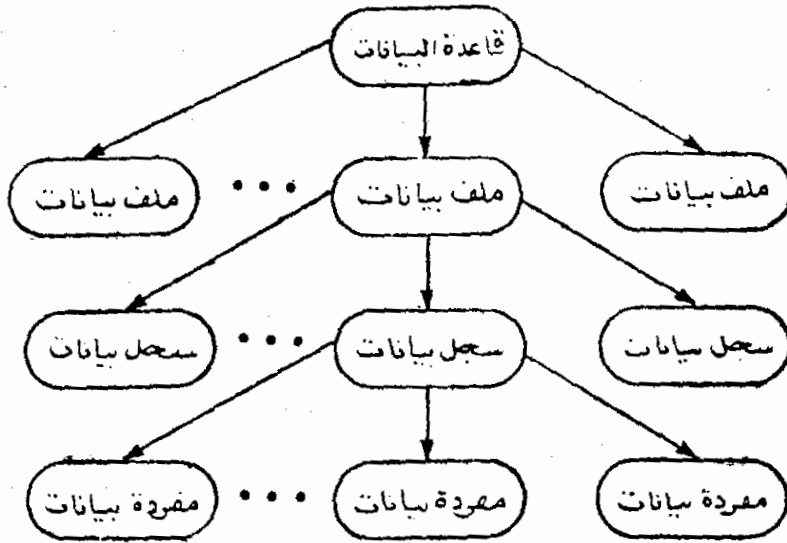 قاعدة البيانات
ملف بيانات
ملف بيانات
ملف بيانات
سجل بيانات
سجل بيانات
سجل بيانات
مفردة بيانات
مفردة بيانات
مفردة بيانات